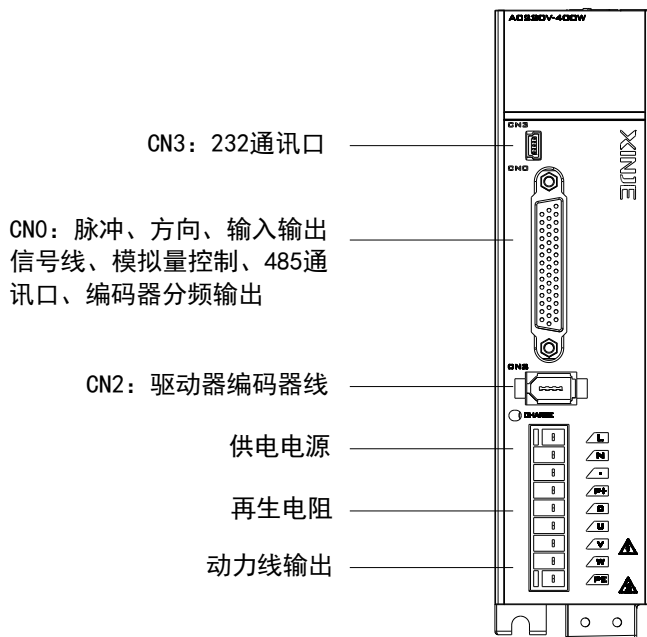 CN3：232通讯口
CN0：脉冲、方向、输入输出
信号线、模拟量控制、485通
讯口、编码器分频输出
CN2：驱动器编码器线
供电电源
再生电阻
动力线输出
CN3
XINJE
CN0
CN2
CHARGE
L
N
-
P+
U
V
W
PE